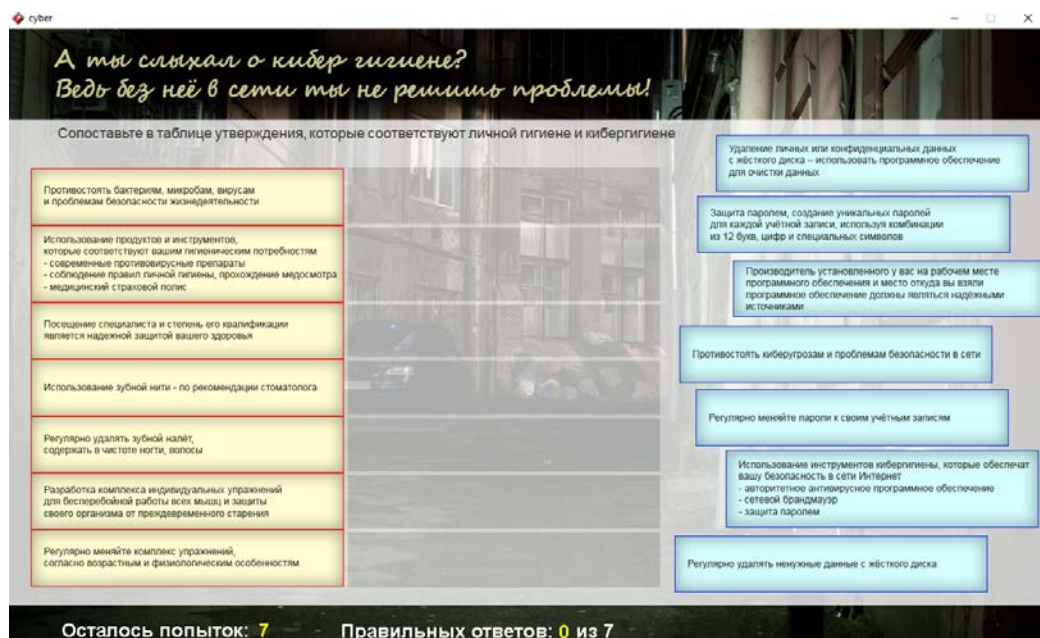 cyber
А ты слыхал о кибер гигиене?
Ведь без неё в сети ты не решишь проблемы!
Сопоставьте в таблице утверждения, которые соответствуют личной гигиене и кибергигиене
Противостоять бактериям, микробам, вирусам
и проблемам безопасности жизнедеятельности
Использование продуктов и инструментов,
которые соответствуют вашим гигиеническим потребностям
- современные противовирусные препараты
- соблюдение правил личной гигиены, прохождение медосмотра
- медицинский страховой полис
Посещение специалиста и степень его квалификации
является надежной защитой вашего здоровья
Использование зубной нити - по рекомендации стоматолога
Регулярно удалять зубной налёт,
содержать в чистоте ногти, волосы
Разработка комплекса индивидуальных упражнений
для бесперебойной работы всех мышц и защиты
своего организма от преждевременного старения
Регулярно меняйте комплекс упражнений,
согласно возрастным и физиологическим особенностям
Удаление личных или конфиденциальных данных
с жёсткого диска – использовать программное обеспечение
для очистки данных
Защита паролем, создание уникальных паролей
для каждой учётной записи, используя комбинации
из 12 букв, цифр и специальных символов
Производитель установленного у вас на рабочем месте
программного обеспечения и место откуда вы взяли
программное обеспечение должны являться надёжными
источниками
Противостоять киберугрозам и проблемам безопасности в сети
Регулярно меняйте пароли к своим учётным записям
Использование инструментов кибергигиены, которые обеспечат
вашу безопасность в сети Интернет
- авторитетное антивирусное программное обеспечение
- сетевой брандмауэр
- защита паролем
Регулярно удалять ненужные данные с жёсткого диска
Осталось попыток: 7
Правильных ответов: 0 из 7